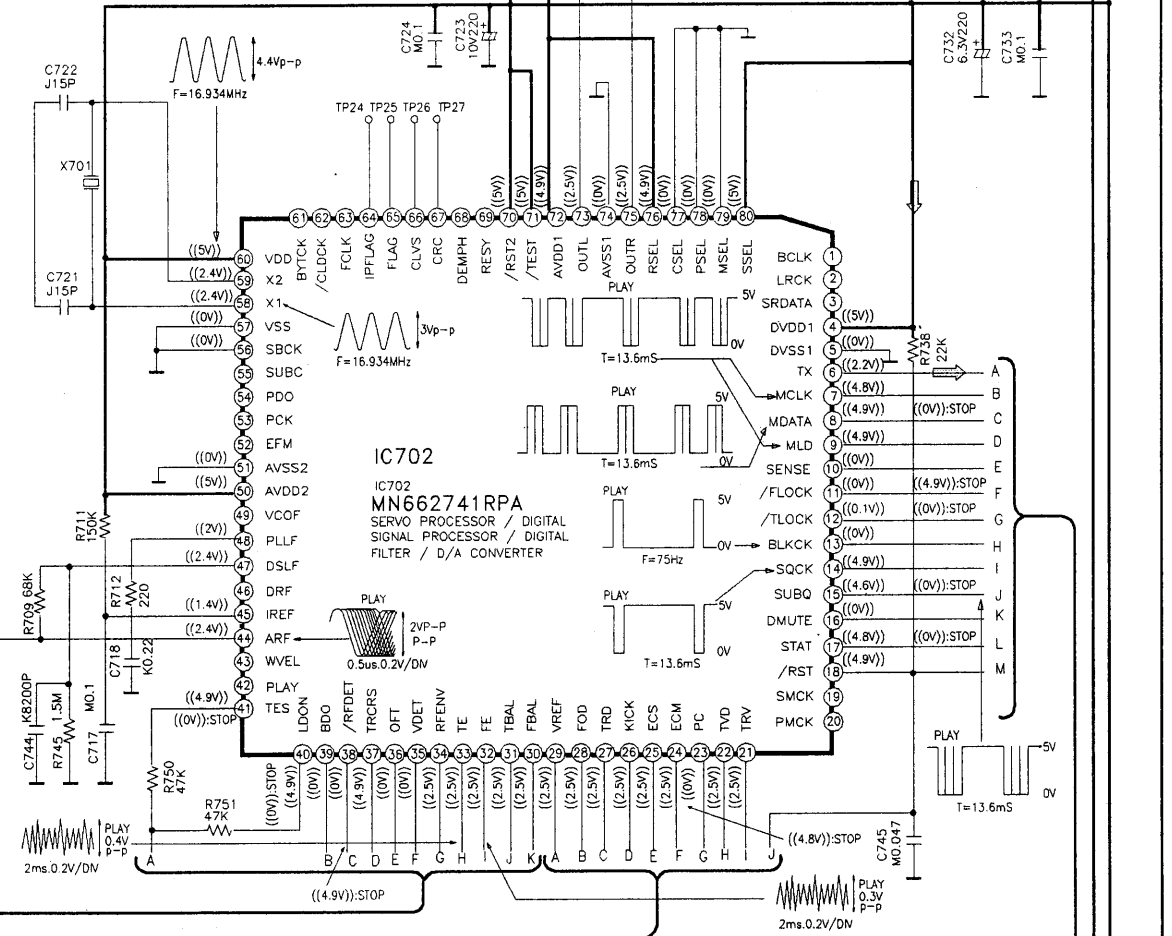 C722
J15P
4.4Vp-p
F=16.934MHz
X701
C721
J15P
C724
M0.1
C723
10V220
+
C732
6.3V220
+
C733
M0.1
TP24 TP25 TP26 TP27
((5V))
((5V))
((4.9V))
((2.5V))
((0V))
((2.5V))
((4.9V))
((0V))
((0V))
((0V))
((5V))
61 62 63 64 65 66 67 68 69 70 71 72 73 74 75 76 77 78 79 80
BYTCK
/CLDCK
FCLK
IPFLAG
FLAG
CLVS
CRC
DEMPH
RESY
/RST2
/TEST
AVDD1
OUTL
AVSS1
OUTR
RSEL
CSEL
PSEL
MSEL
SSEL
((5V)) 60 VDD
((2.4V)) 59 X2
((2.4V)) 58 X1
((0V)) 57 VSS
((0V)) 56 SBCK
55 SUBC
54 PDO
53 PCK
52 EFM
((0V)) 51 AVSS2
((5V)) 50 AVDD2
49 VCOF
((2V)) 48 PLLF
((2.4V)) 47 DSLF
46 DRF
((1.4V)) 45 IREF
((2.4V)) 44 ARF
43 WVEL
42 PLAY
((4.9V)) 41 TES
((0V)):STOP
3Vp-p
F=16.934MHz
PLAY
5V
0V
T=13.6mS
PLAY
5V
0V
T=13.6mS
IC702
IC702
MN662741RPA
SERVO PROCESSOR / DIGITAL
SIGNAL PROCESSOR / DIGITAL
FILTER / D/A CONVERTER
PLAY
5V
0V
F=75Hz
PLAY
5V
0V
T=13.6mS
PLAY
2VP-P
P-P
0.5us.0.2V/DIV
BCLK 1
LRCK 2
SRDATA 3
DVDD1 4 ((5V))
DVSS1 5 ((0V))
TX 6 ((2.2V)) A
MCLK 7 ((4.8V)) B
MDATA 8 ((4.9V)) ((0V)):STOP C
MLD 9 ((4.9V)) D
SENSE 10 ((0V)) E
/FLOCK 11 ((0V)) ((4.9V)):STOP F
/TLOCK 12 ((0.1V)) ((0V)):STOP G
BLKCK 13 ((0V)) H
SQCK 14 ((4.9V)) I
SUBQ 15 ((4.6V)) ((0V)):STOP J
DMUTE 16 ((0V)) K
STAT 17 ((4.8V)) ((0V)):STOP L
/RST 18 ((4.9V)) M
SMCK 19
PMCK 20
R738
22K
R711
150K
R712
220
R709 68K
C718
K0.22
C744
K8200P
R745
1.5M
C717
M0.1
LDON
BDO
/RFDET
TRCRS
OFT
VDET
RFENV
TE
FE
TBAL
FBAL
VREF
FOD
TRD
KICK
ECS
ECM
PC
TVD
TRV
40 39 38 37 36 35 34 33 32 31 30 29 28 27 26 25 24 23 22 21
((0V)):STOP
((4.9V))
((0V))
((0V))
((4.9V))
((0V))
((0V))
((2.5V))
((2.5V))
((2.5V))
((2.5V))
((2.5V))
((2.5V))
((2.5V))
((2.5V))
((2.5V))
((2.5V))
((0V))
((2.5V))
((2.5V))
R750
47K
R751
47K
PLAY
0.4V
P-P
2ms.0.2V/DIV
A B C D E F G H I J K A B C D E F G H I J
((4.9V)):STOP
((4.8V)):STOP
C745
M0.047
PLAY
5V
0V
T=13.6mS
PLAY
0.3V
P-P
2ms.0.2V/DIV